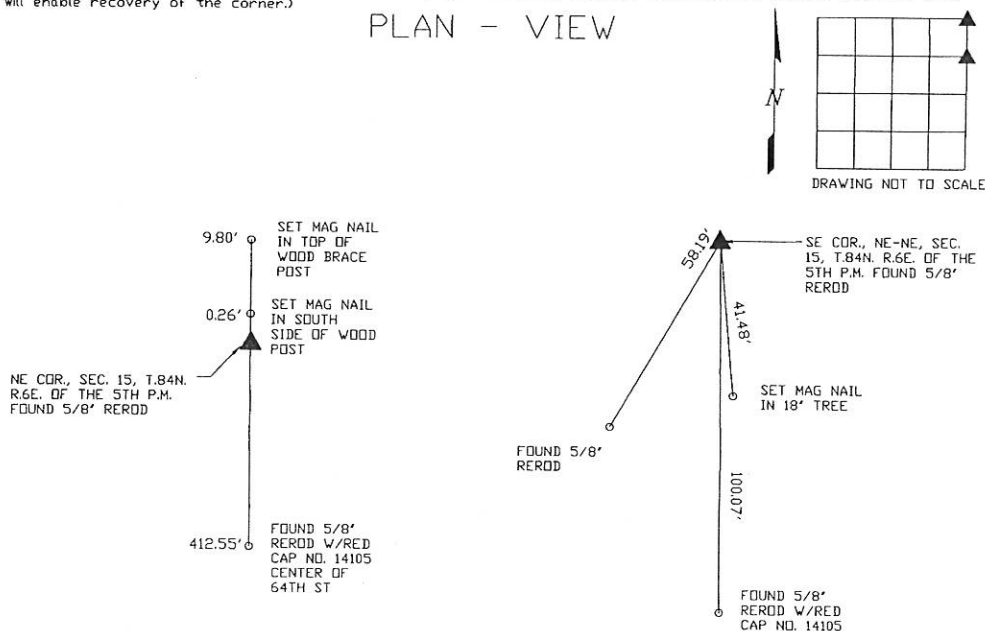 will enable recovery of the corner.)
PLAN - VIEW
N
DRAWING NOT TO SCALE
9.80'
SET MAG NAIL
IN TOP OF
WOOD BRACE
POST
0.26'
SET MAG NAIL
IN SOUTH
SIDE OF WOOD
POST
NE COR., SEC. 15, T.84N.
R.6E. OF THE 5TH P.M.
FOUND 5/8" REROD
412.55'
FOUND 5/8"
REROD W/RED
CAP NO. 14105
CENTER OF
64TH ST
58.19'
SE COR., NE-NE, SEC.
15, T.84N. R.6E. OF THE
5TH P.M. FOUND 5/8"
REROD
41.48'
SET MAG NAIL
IN 18" TREE
FOUND 5/8"
REROD
100.07'
FOUND 5/8"
REROD W/RED
CAP NO. 14105